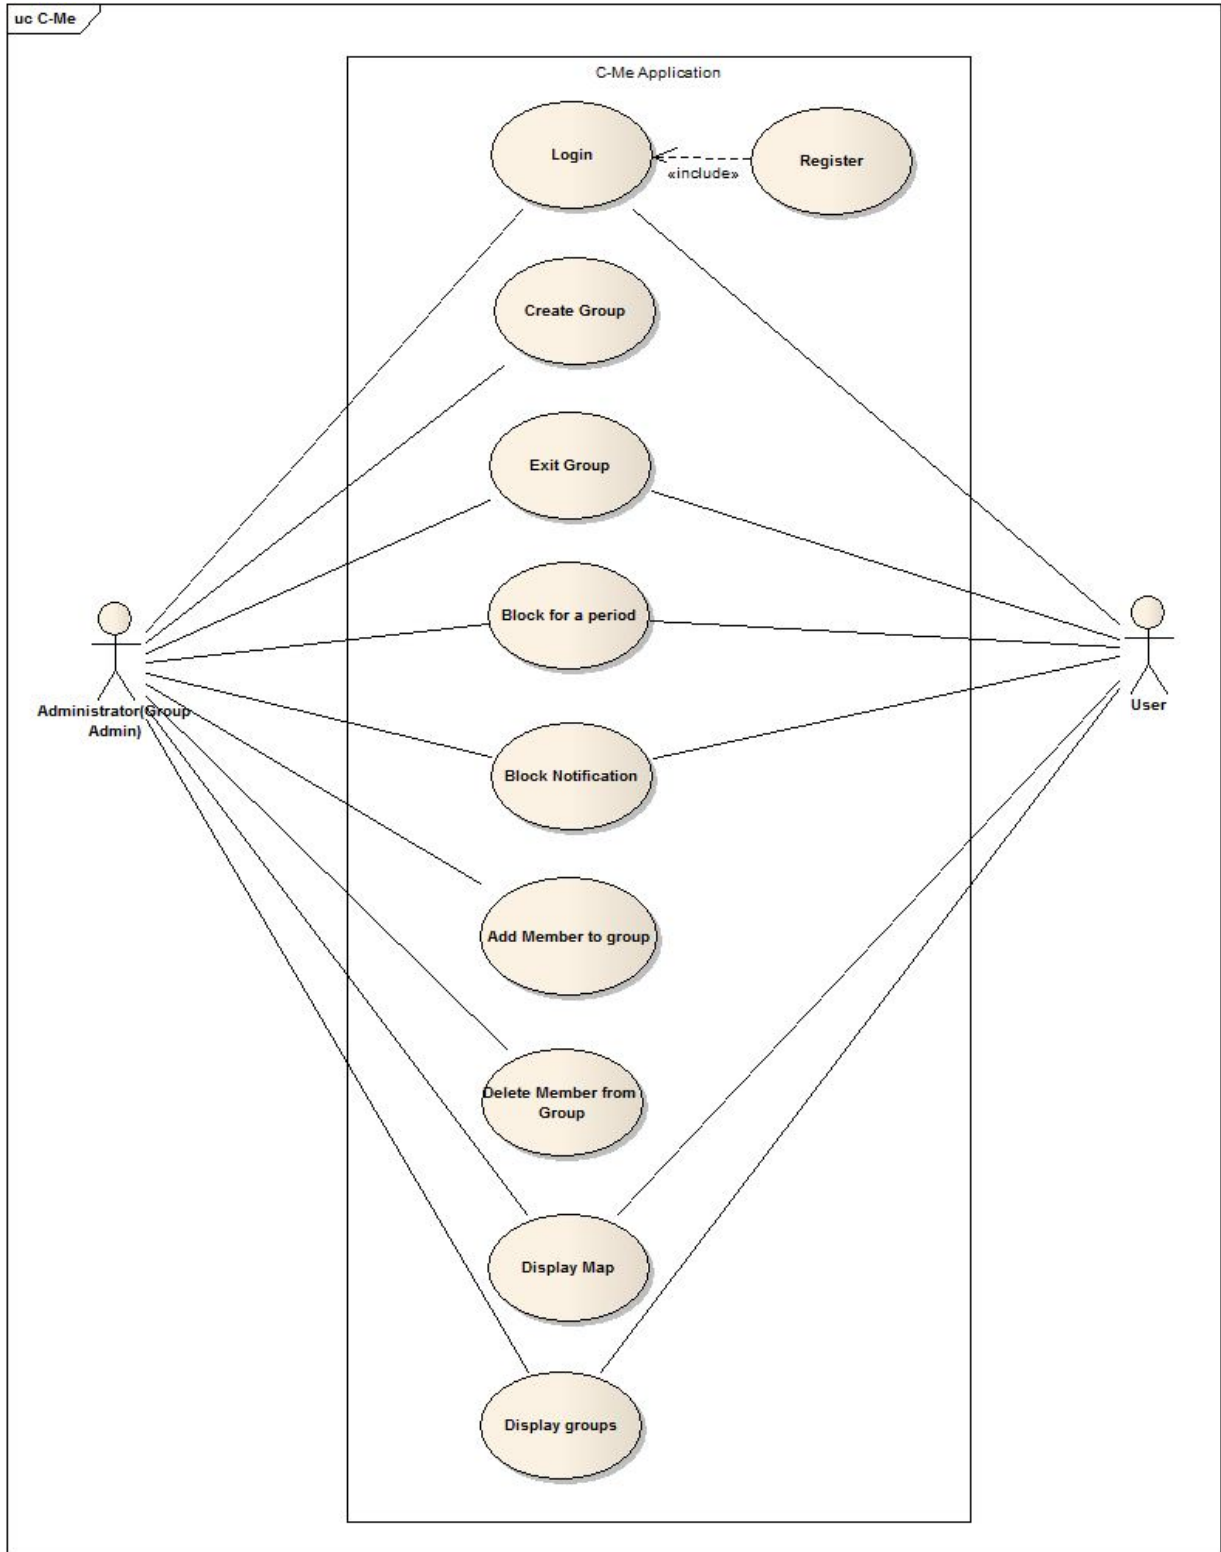 uc C-Me
C-Me Application
Login
Register
«include»
Create Group
Exit Group
Block for a period
Administrator(Group
Admin)
User
Block Notification
Add Member to group
Delete Member from
Group
Display Map
Display groups